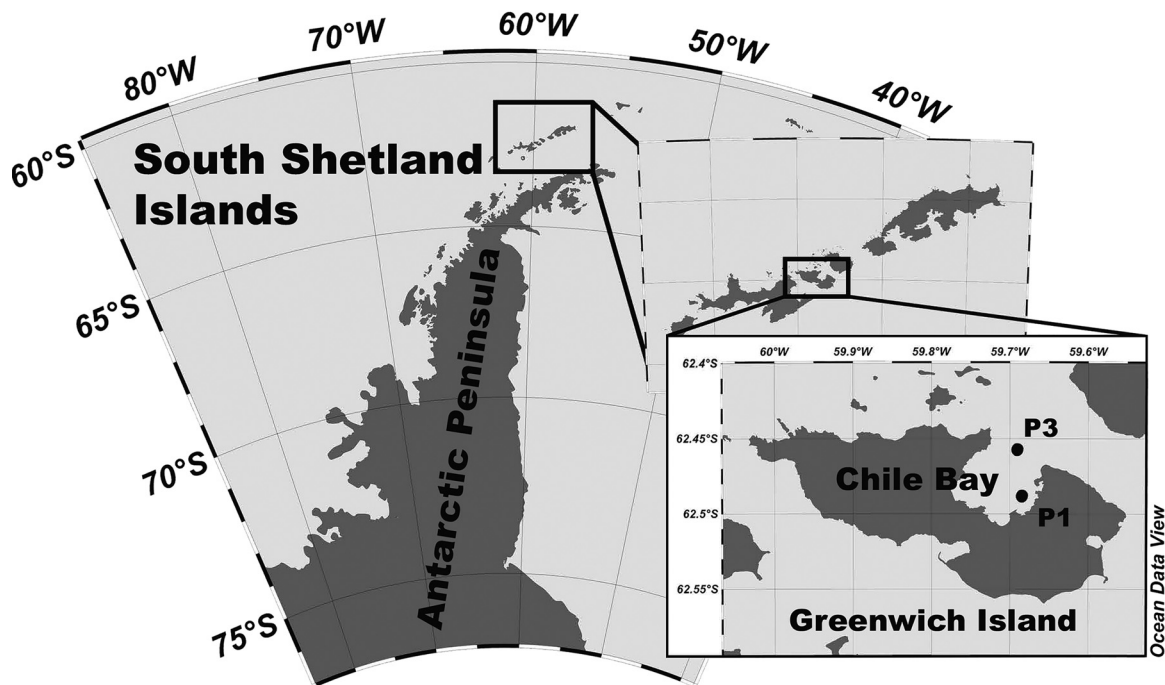 80°W
70°W
60°W
50°W
40°W
60°S
65°S
70°S
75°S
South Shetland
Islands
Antarctic Peninsula
60°W
59.9°W
59.8°W
59.7°W
59.6°W
62.4°S
62.45°S
62.5°S
62.55°S
P3
Chile Bay
P1
Greenwich Island
Ocean Data View